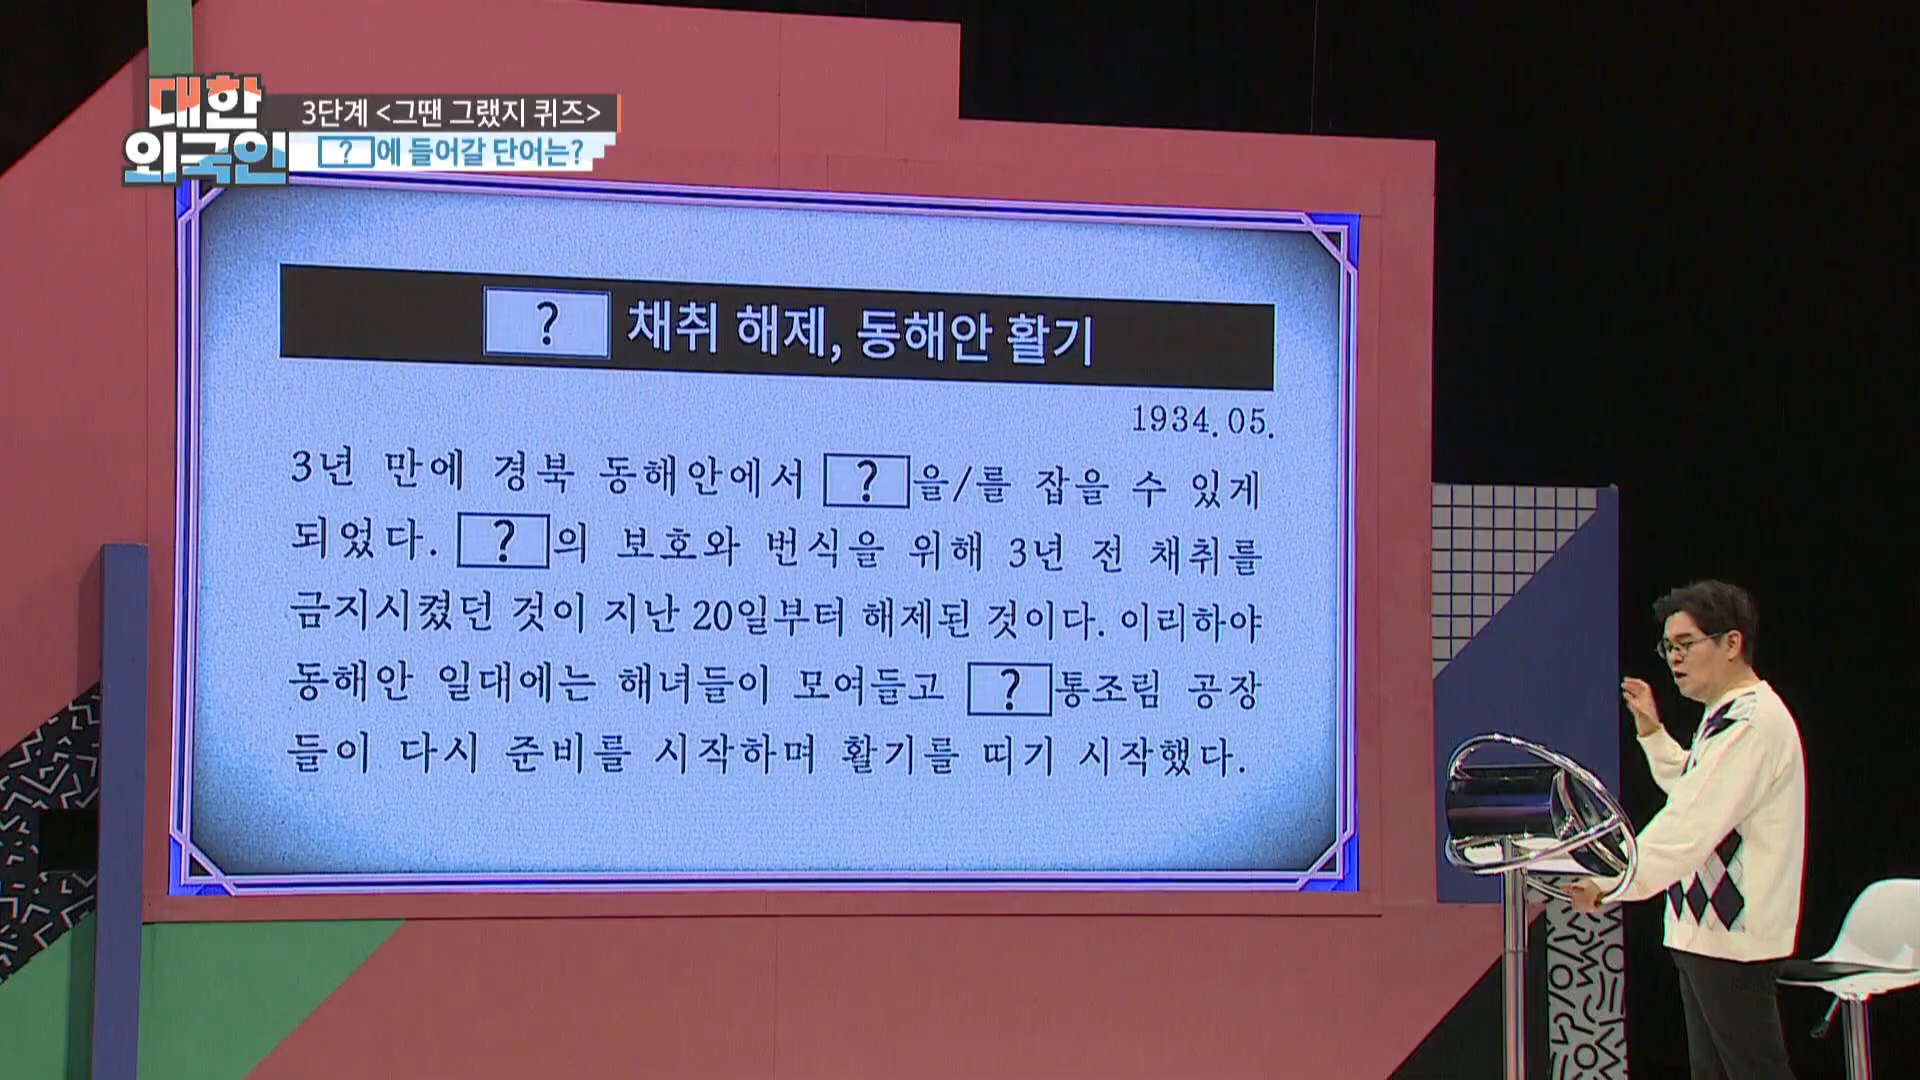 대한
외국인
3단계 <그땐 그랬지 퀴즈>
?에 들어갈 단어는?
? 채취 해제, 동해안 활기
1934.05.
3년 만에 경북 동해안에서 ?을/를 잡을 수 있게
되었다. ?의 보호와 번식을 위해 3년 전 채취를
금지시켰던 것이 지난 20일부터 해제된 것이다. 이리하야
동해안 일대에는 해녀들이 모여들고 ?통조림 공장
들이 다시 준비를 시작하며 활기를 띠기 시작했다.